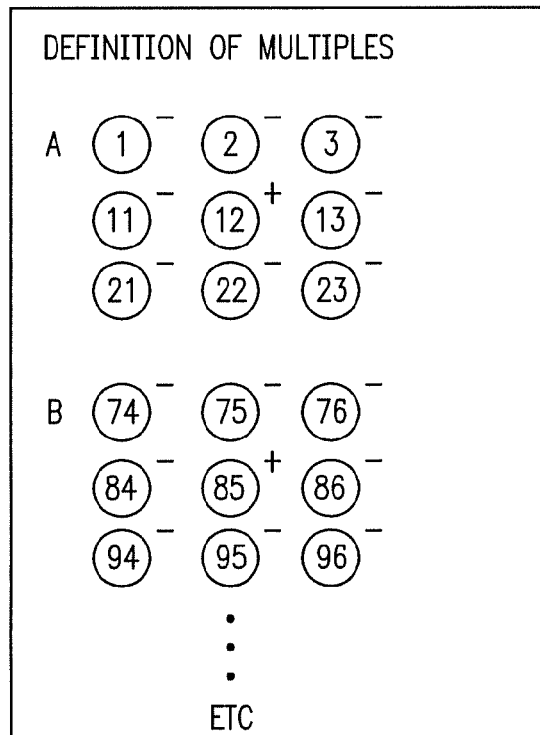 DEFINITION OF MULTIPLES
A 1 − 2 − 3 −
11 − 12 + 13 −
21 − 22 − 23 −
B 74 − 75 − 76 −
84 − 85 + 86 −
94 − 95 − 96 −
ETC